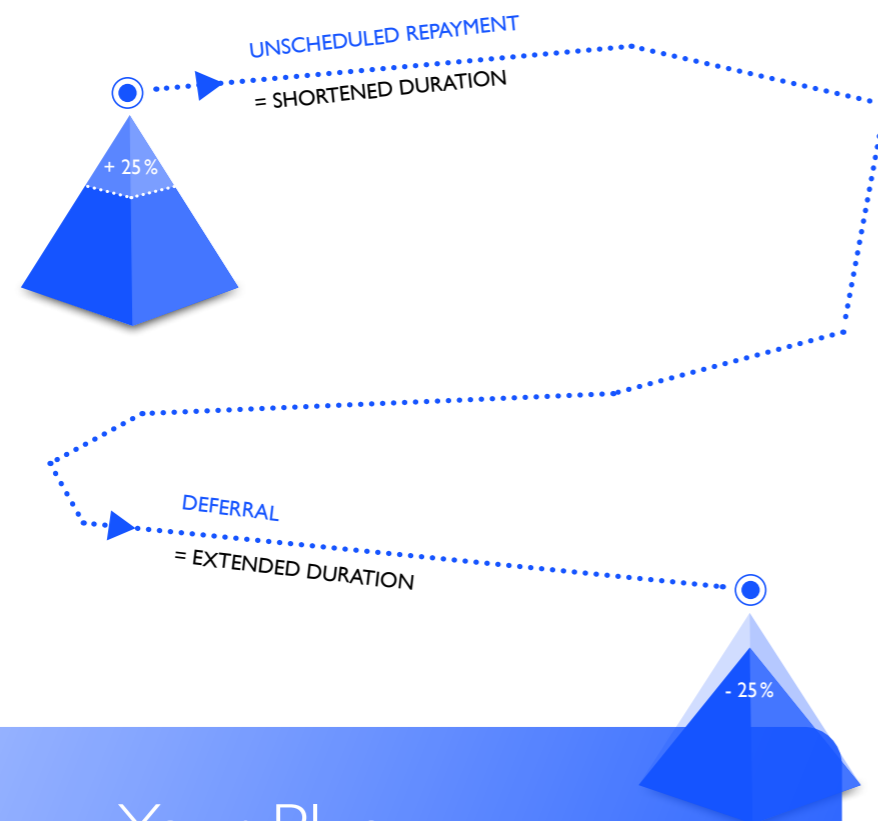 UNSCHEDULED REPAYMENT
= SHORTENED DURATION
+ 25%
DEFERRAL
= EXTENDED DURATION
- 25%